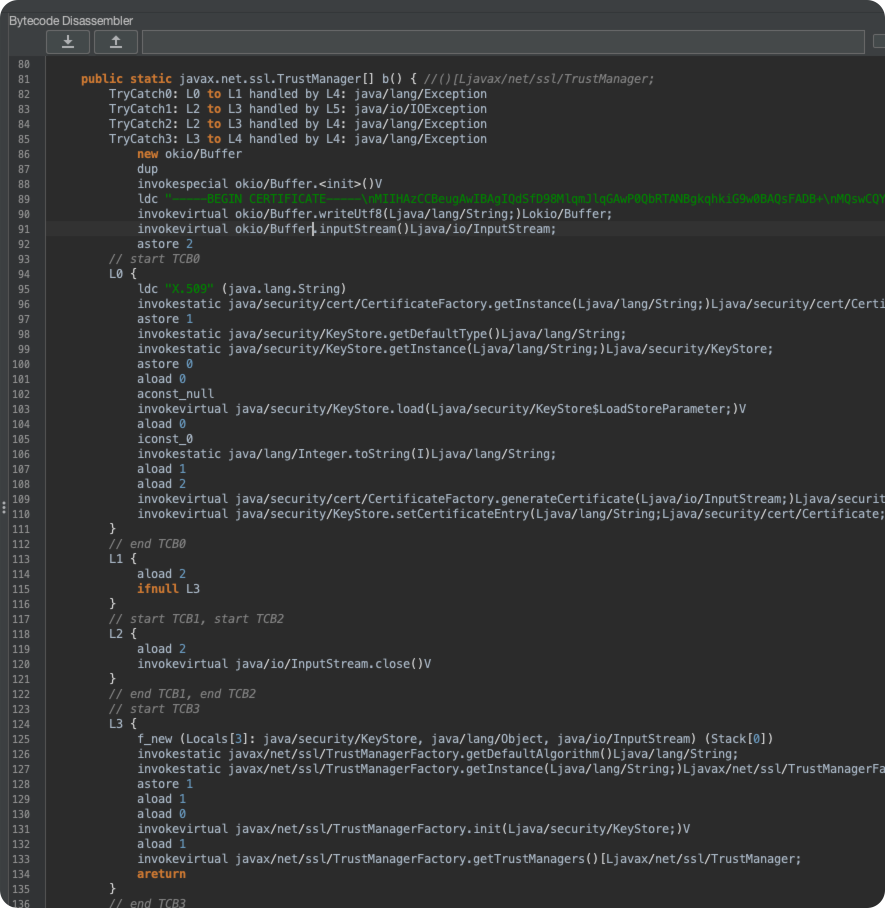 Bytecode Disassembler
80
81 public static javax.net.ssl.TrustManager[] b() { //()[Ljavax/net/ssl/TrustManager;
82 TryCatch0: L0 to L1 handled by L4: java/lang/Exception
83 TryCatch1: L2 to L3 handled by L5: java/io/IOException
84 TryCatch2: L2 to L3 handled by L4: java/lang/Exception
85 TryCatch3: L3 to L4 handled by L4: java/lang/Exception
86 new okio/Buffer
87 dup
88 invokespecial okio/Buffer.<init>()V
89 ldc "-----BEGIN CERTIFICATE-----\nMIIHAzCCBeugAwIBAgIQdSfD98MlqmJlqGAwP0QbRTANBgkqhkiG9w0BAQsFADB+\nMQswCQY
90 invokevirtual okio/Buffer.writeUtf8(Ljava/lang/String;)Lokio/Buffer;
91 invokevirtual okio/Buffer.inputStream()Ljava/io/InputStream;
92 astore 2
93 // start TCB0
94 L0 {
95 ldc "X.509" (java.lang.String)
96 invokestatic java/security/cert/CertificateFactory.getInstance(Ljava/lang/String;)Ljava/security/cert/Certi
97 astore 1
98 invokestatic java/security/KeyStore.getDefaultType()Ljava/lang/String;
99 invokestatic java/security/KeyStore.getInstance(Ljava/lang/String;)Ljava/security/KeyStore;
100 astore 0
101 aload 0
102 aconst_null
103 invokevirtual java/security/KeyStore.load(Ljava/security/KeyStore$LoadStoreParameter;)V
104 aload 0
105 iconst_0
106 invokestatic java/lang/Integer.toString(I)Ljava/lang/String;
107 aload 1
108 aload 2
109 invokevirtual java/security/cert/CertificateFactory.generateCertificate(Ljava/io/InputStream;)Ljava/securit
110 invokevirtual java/security/KeyStore.setCertificateEntry(Ljava/lang/String;Ljava/security/cert/Certificate;
111 }
112 // end TCB0
113 L1 {
114 aload 2
115 ifnull L3
116 }
117 // start TCB1, start TCB2
118 L2 {
119 aload 2
120 invokevirtual java/io/InputStream.close()V
121 }
122 // end TCB1, end TCB2
123 // start TCB3
124 L3 {
125 f_new (Locals[3]: java/security/KeyStore, java/lang/Object, java/io/InputStream) (Stack[0])
126 invokestatic javax/net/ssl/TrustManagerFactory.getDefaultAlgorithm()Ljava/lang/String;
127 invokestatic javax/net/ssl/TrustManagerFactory.getInstance(Ljava/lang/String;)Ljavax/net/ssl/TrustManagerFa
128 astore 1
129 aload 1
130 aload 0
131 invokevirtual javax/net/ssl/TrustManagerFactory.init(Ljava/security/KeyStore;)V
132 aload 1
133 invokevirtual javax/net/ssl/TrustManagerFactory.getTrustManagers()[Ljavax/net/ssl/TrustManager;
134 areturn
135 }
136 // end TCB3